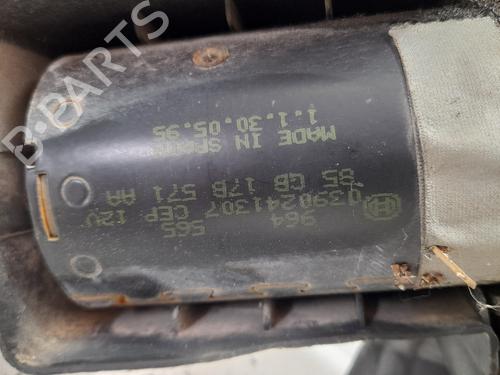 964
565
0390241307 CEP 12V
85 GB 17B 571 AA
MADE IN SPAIN
1.1.30.05.95
B-PARTS